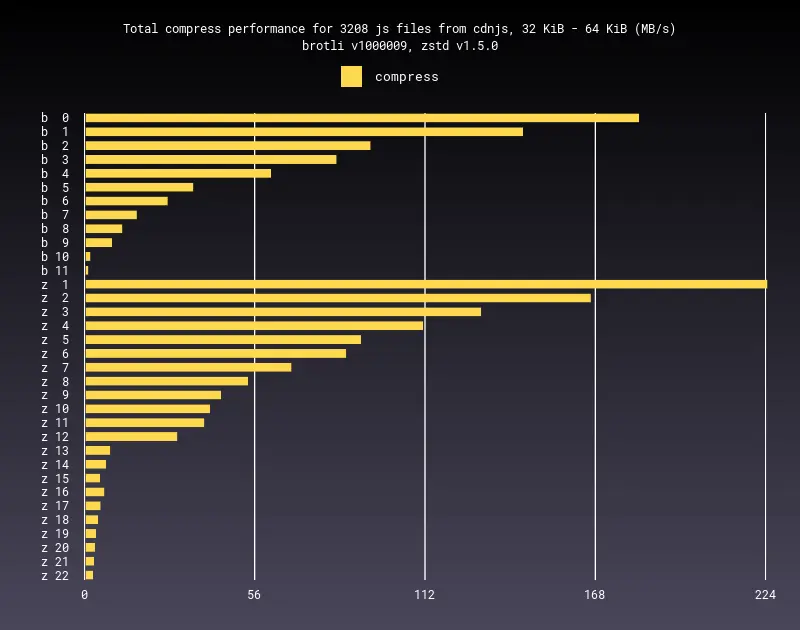 Total compress performance for 3208 js files from cdnjs, 32 KiB - 64 KiB (MB/s)
brotli v1000009, zstd v1.5.0
compress
b 0
b 1
b 2
b 3
b 4
b 5
b 6
b 7
b 8
b 9
b 10
b 11
z 1
z 2
z 3
z 4
z 5
z 6
z 7
z 8
z 9
z 10
z 11
z 12
z 13
z 14
z 15
z 16
z 17
z 18
z 19
z 20
z 21
z 22
0 56 112 168 224